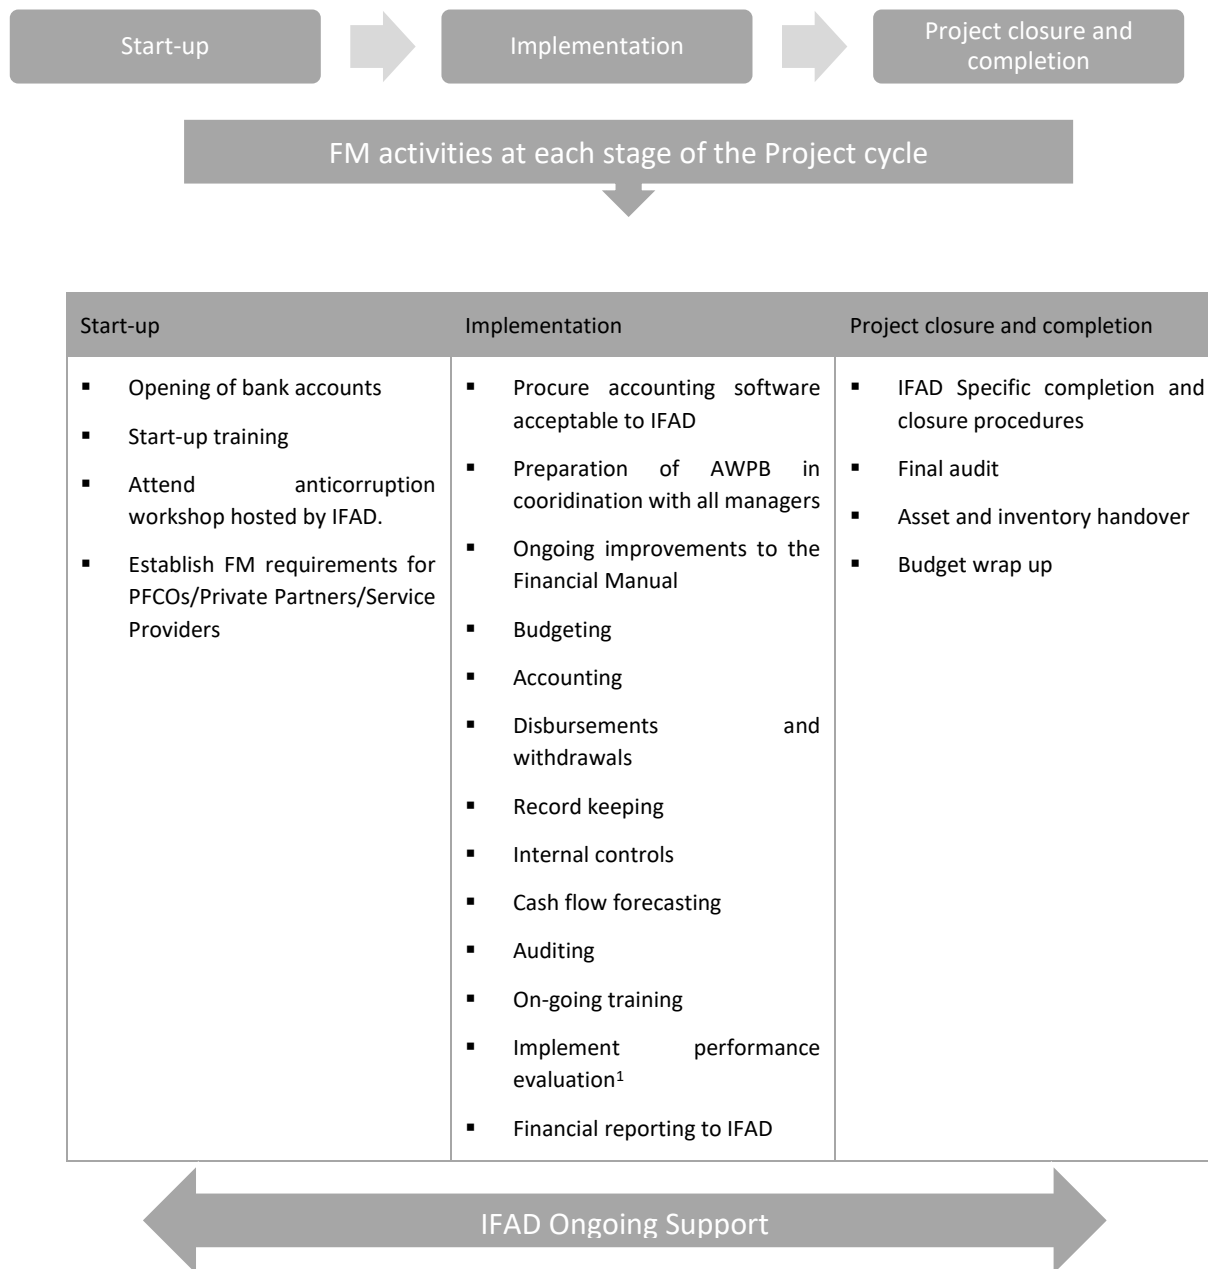 Start-up
Implementation
Project closure and
completion
FM activities at each stage of the Project cycle
Start-up
▪ Opening of bank accounts
▪ Start-up training
▪ Attend anticorruption
workshop hosted by IFAD.
▪ Establish FM requirements for
PFCOs/Private Partners/Service
Providers
Implementation
▪ Procure accounting software
acceptable to IFAD
▪ Preparation of AWPB in
cooridination with all managers
▪ Ongoing improvements to the
Financial Manual
▪ Budgeting
▪ Accounting
▪ Disbursements and
withdrawals
▪ Record keeping
▪ Internal controls
▪ Cash flow forecasting
▪ Auditing
▪ On-going training
▪ Implement performance
evaluation¹
▪ Financial reporting to IFAD
Project closure and completion
▪ IFAD Specific completion and
closure procedures
▪ Final audit
▪ Asset and inventory handover
▪ Budget wrap up
IFAD Ongoing Support